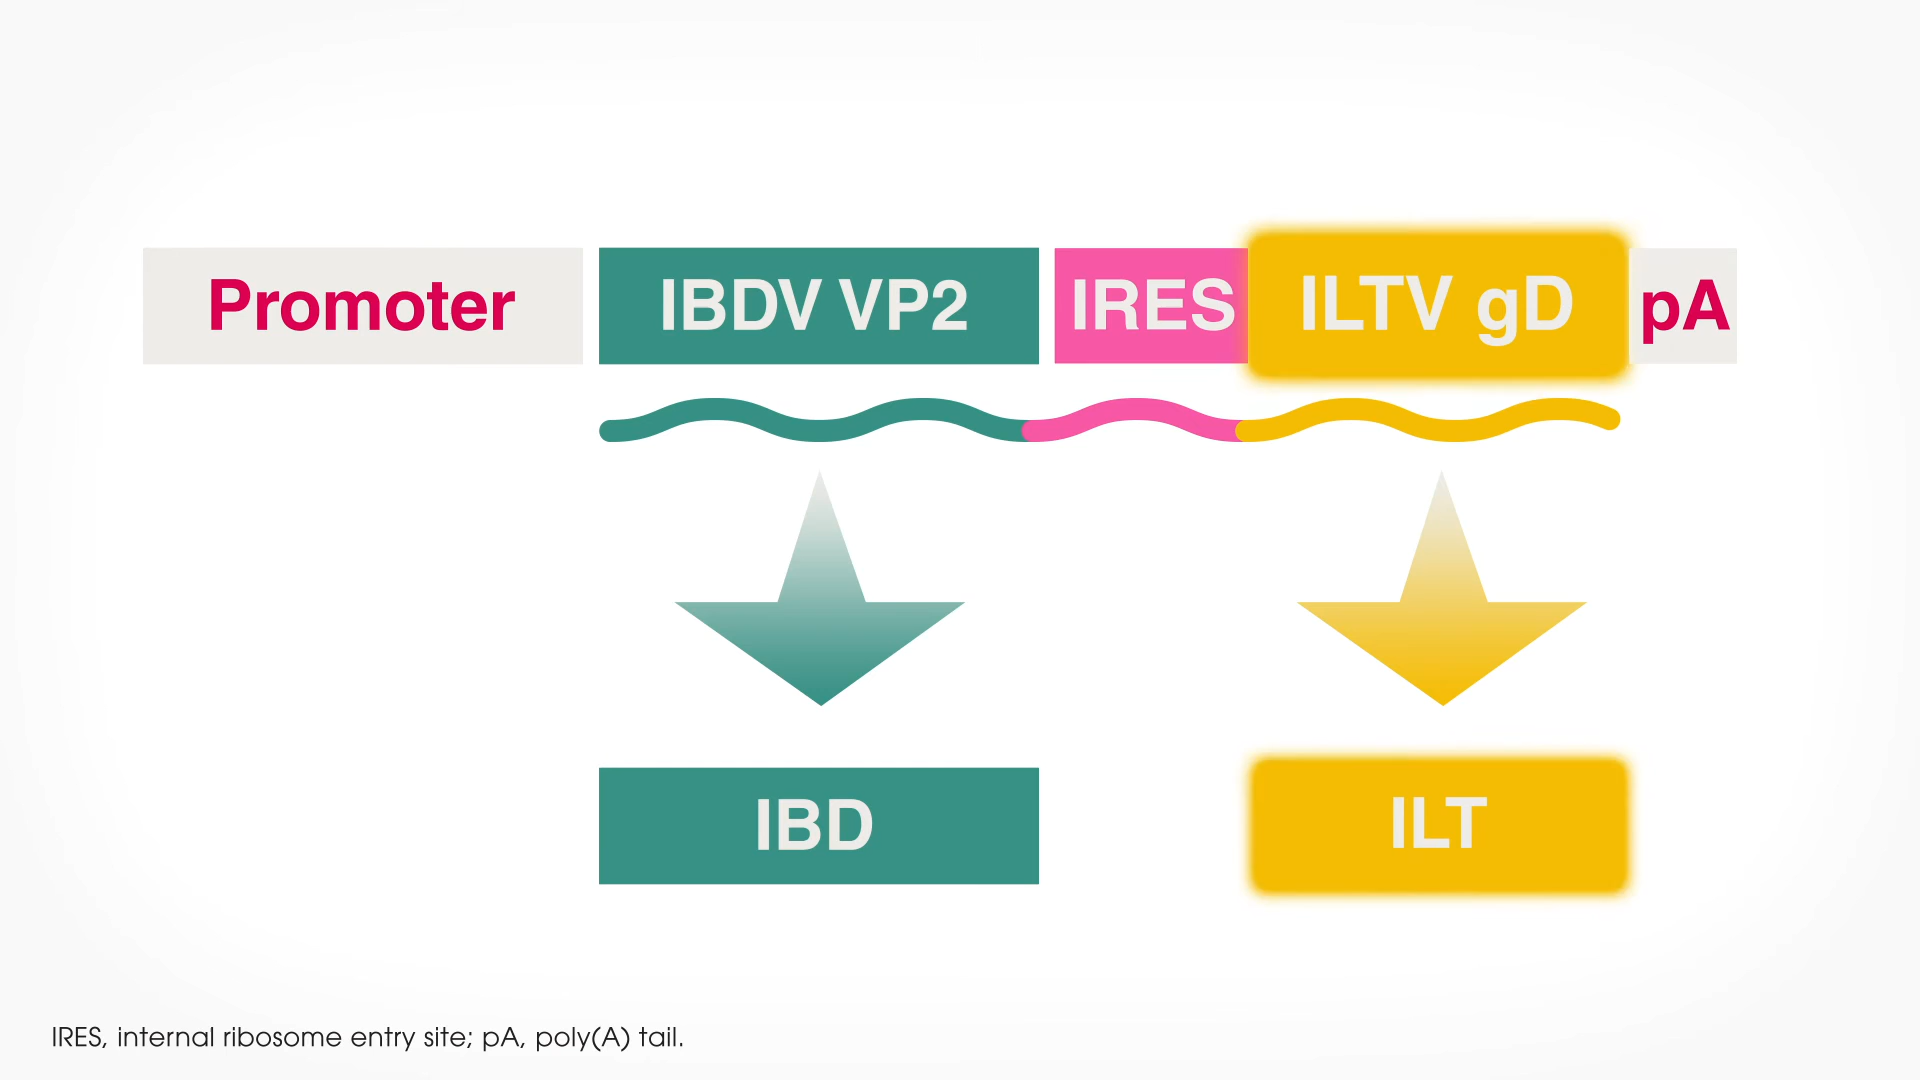 Promoter IBDV VP2 IRES ILTV gD pA
IBD ILT
IRES, internal ribosome entry site; pA, poly(A) tail.